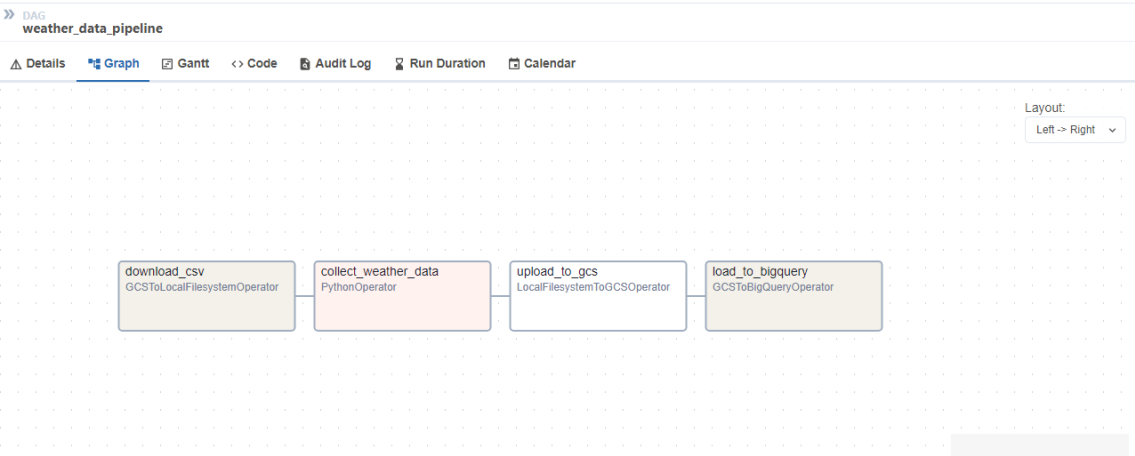 DAG
weather_data_pipeline
Details Graph Gantt Code Audit Log Run Duration Calendar
Layout:
Left -> Right
download_csv
GCSToLocalFilesystemOperator
collect_weather_data
PythonOperator
upload_to_gcs
LocalFilesystemToGCSOperator
load_to_bigquery
GCSToBigQueryOperator